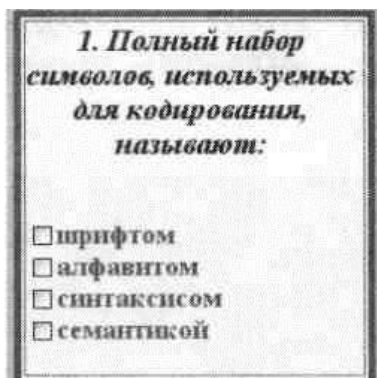 1. Полный набор
символов, используемых
для кодирования,
называют:
шрифтом
алфавитом
синтаксисом
семантикой